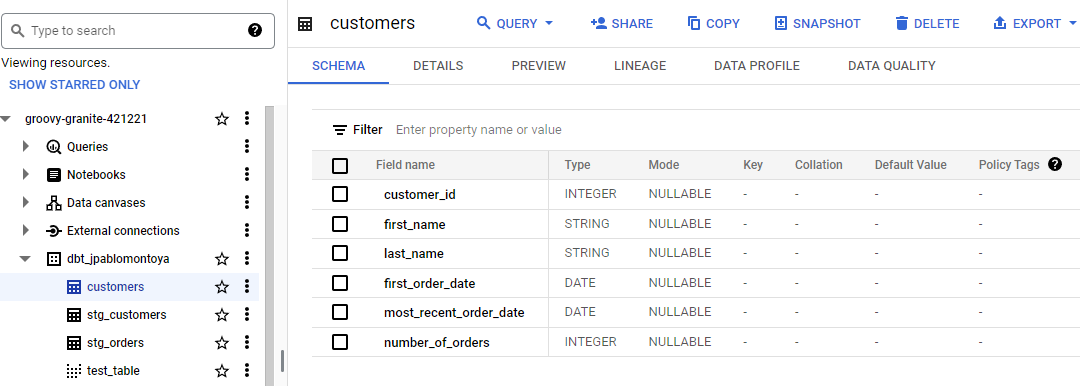 Type to search
Viewing resources.
SHOW STARRED ONLY
groovy-granite-421221
Queries
Notebooks
Data canvases
External connections
dbt_jpablomontoya
customers
stg_customers
stg_orders
test_table
customers QUERY SHARE COPY SNAPSHOT DELETE EXPORT
SCHEMA DETAILS PREVIEW LINEAGE DATA PROFILE DATA QUALITY
Filter Enter property name or value
Field name Type Mode Key Collation Default Value Policy Tags ?
customer_id INTEGER NULLABLE - - - -
first_name STRING NULLABLE - - - -
last_name STRING NULLABLE - - - -
first_order_date DATE NULLABLE - - - -
most_recent_order_date DATE NULLABLE - - - -
number_of_orders INTEGER NULLABLE - - - -